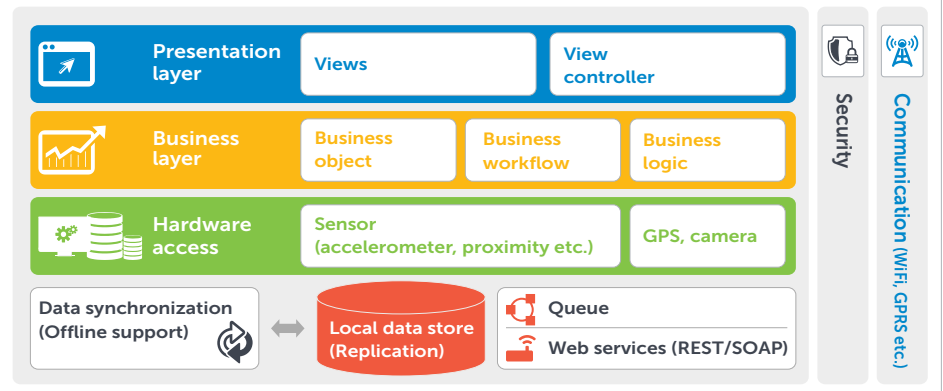 Presentation
layer
Views
View
controller
Business
layer
Business
object
Business
workflow
Business
logic
Hardware
access
Sensor
(accelerometer, proximity etc.)
GPS, camera
Data synchronization
(Offline support)
Local data store
(Replication)
Queue
Web services (REST/SOAP)
Security
Communication (WiFi, GPRS etc.)